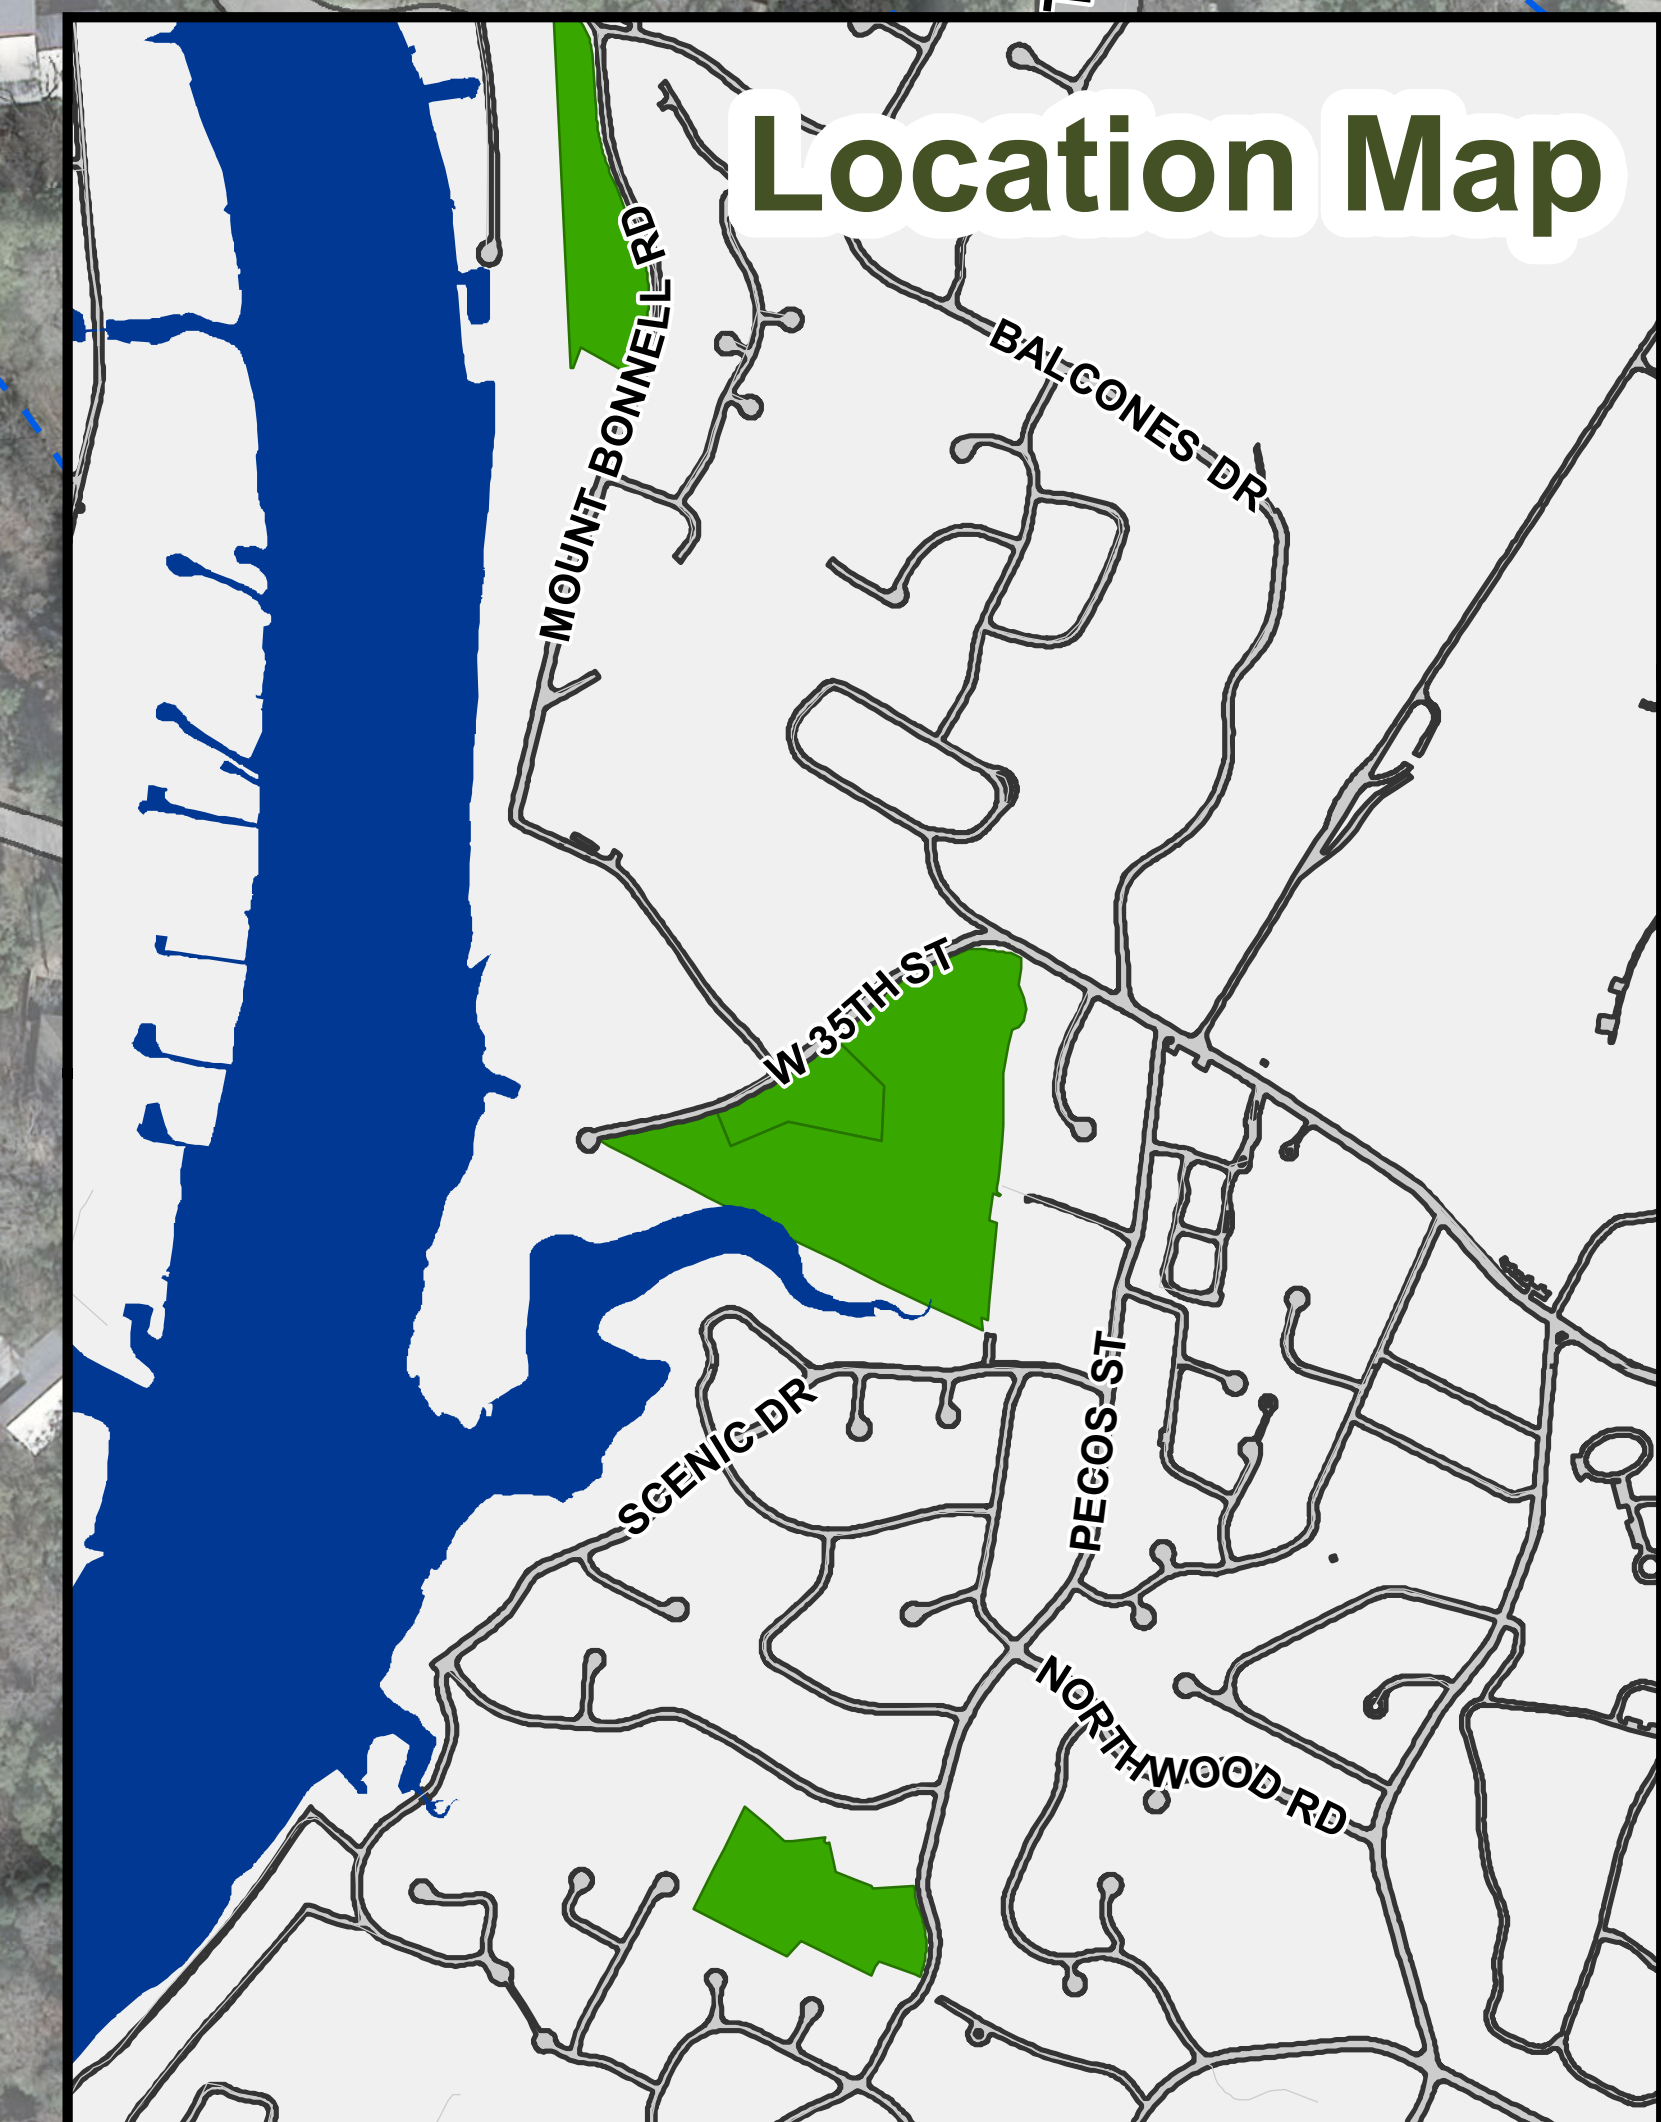 Location Map
MOUNT BONNELL RD
BALCONES DR
W 35TH ST
SCENIC DR
PECOS ST
NORTHWOOD RD